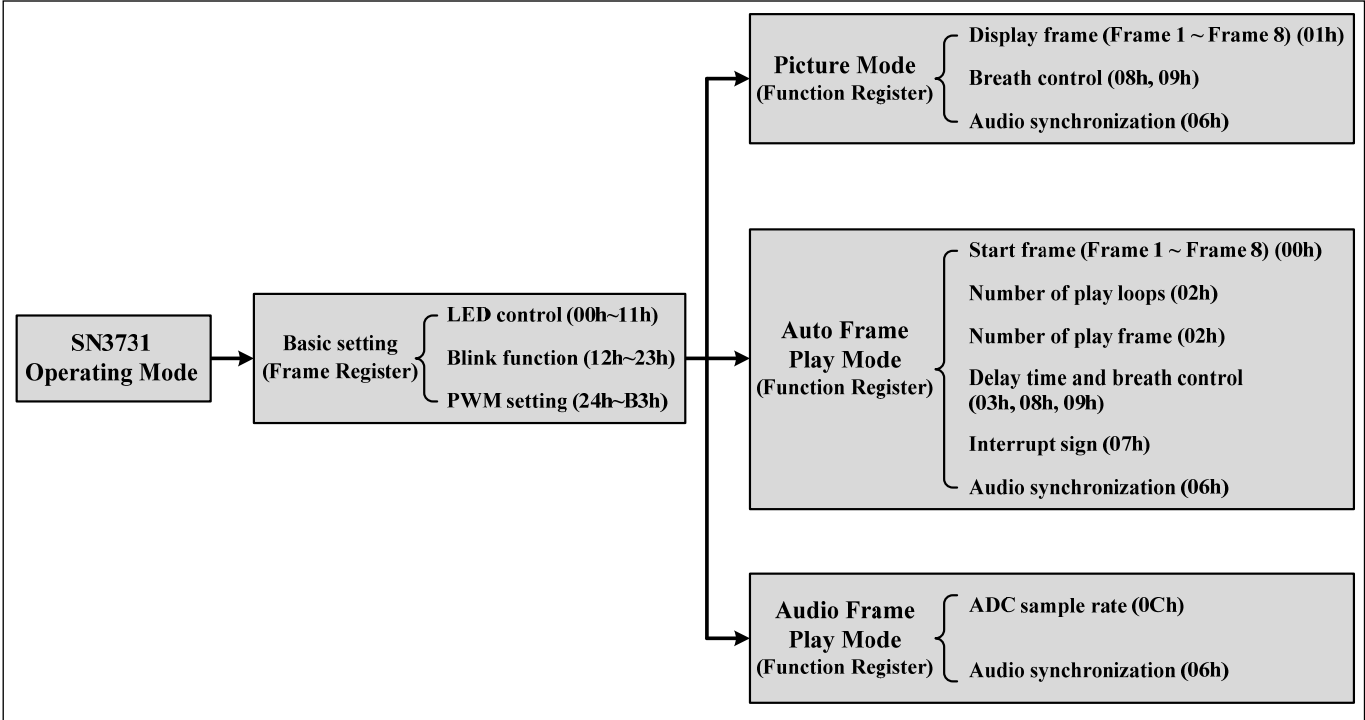 SN3731
Operating Mode
Basic setting
(Frame Register)
LED control (00h~11h)
Blink function (12h~23h)
PWM setting (24h~B3h)
Picture Mode
(Function Register)
Display frame (Frame 1 ~ Frame 8) (01h)
Breath control (08h, 09h)
Audio synchronization (06h)
Auto Frame
Play Mode
(Function Register)
Start frame (Frame 1 ~ Frame 8) (00h)
Number of play loops (02h)
Number of play frame (02h)
Delay time and breath control
(03h, 08h, 09h)
Interrupt sign (07h)
Audio synchronization (06h)
Audio Frame
Play Mode
(Function Register)
ADC sample rate (0Ch)
Audio synchronization (06h)